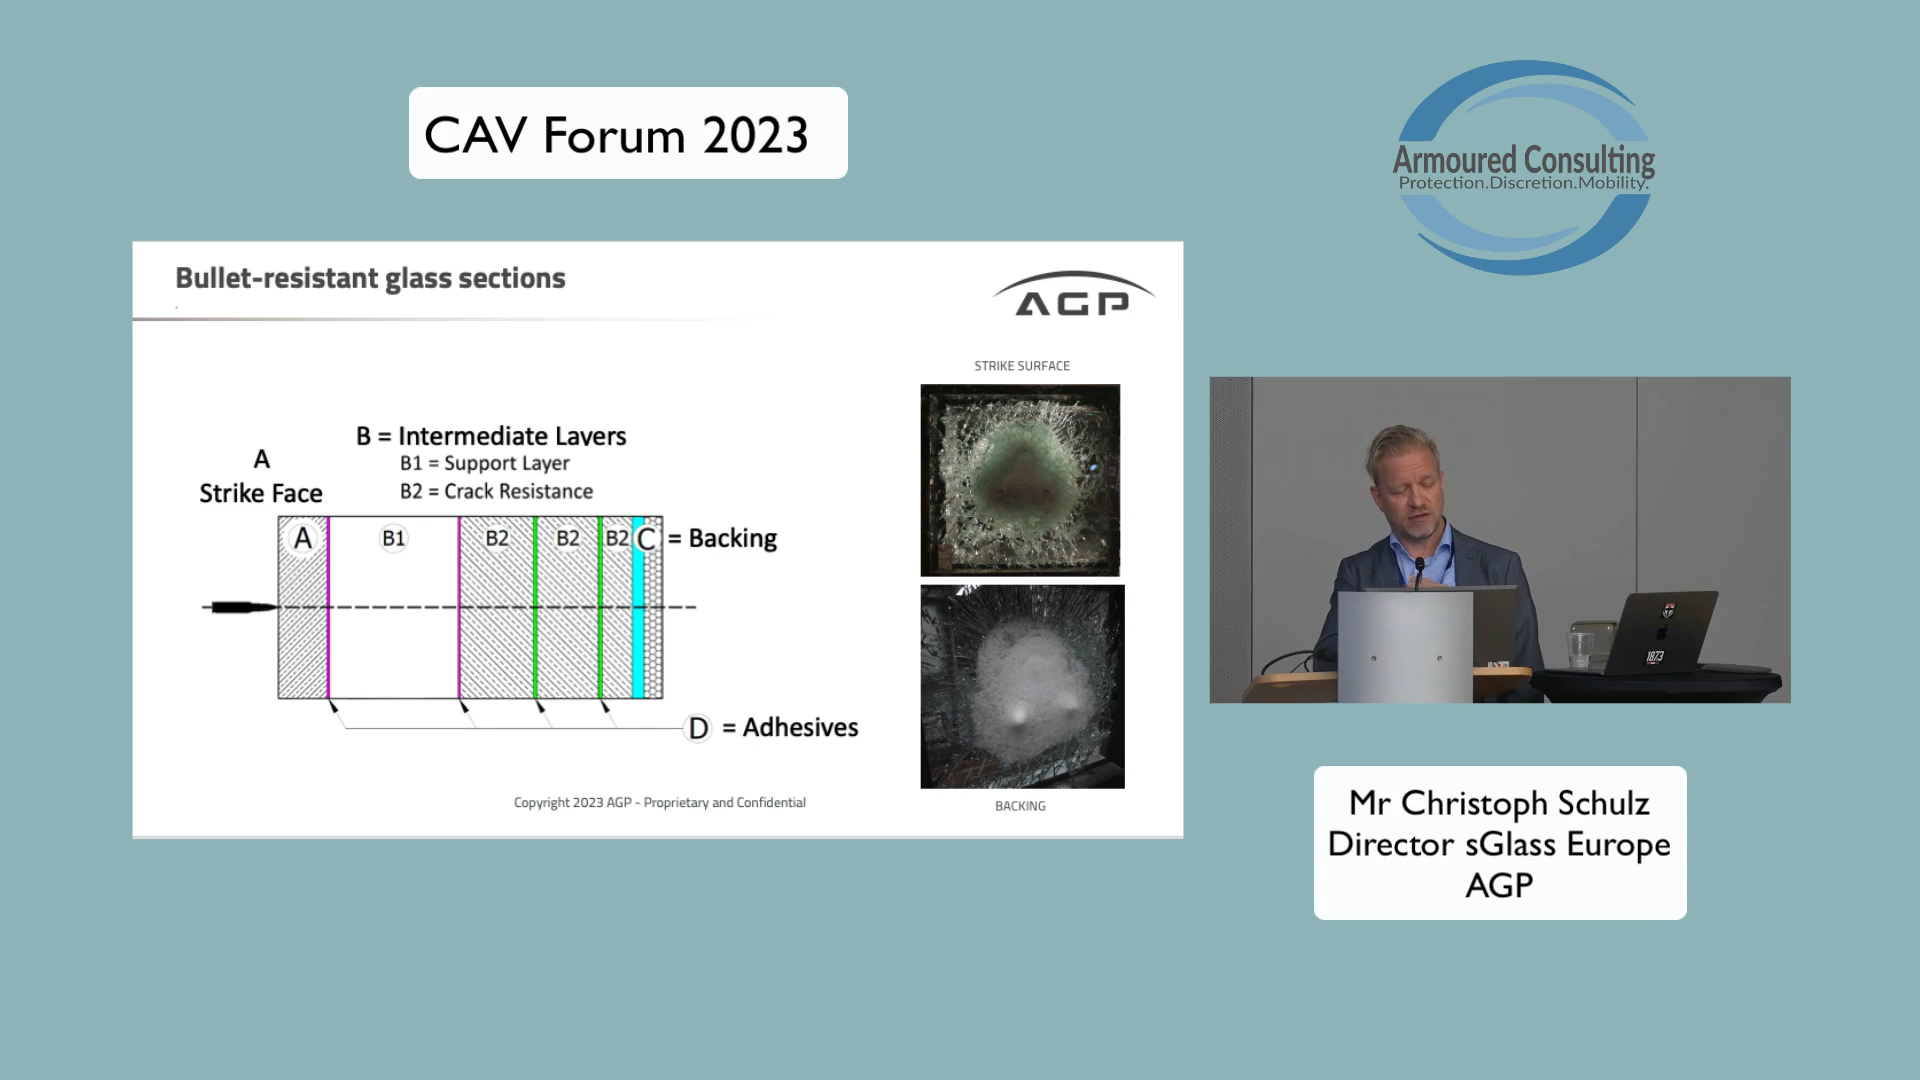 CAV Forum 2023
Armoured Consulting
Protection.Discretion.Mobility.
Bullet-resistant glass sections
AGP
STRIKE SURFACE
B = Intermediate Layers
B1 = Support Layer
B2 = Crack Resistance
A
Strike Face
A B1 B2 B2 B2 C = Backing
D = Adhesives
Copyright 2023 AGP - Proprietary and Confidential
BACKING
1873
Mr Christoph Schulz
Director sGlass Europe
AGP